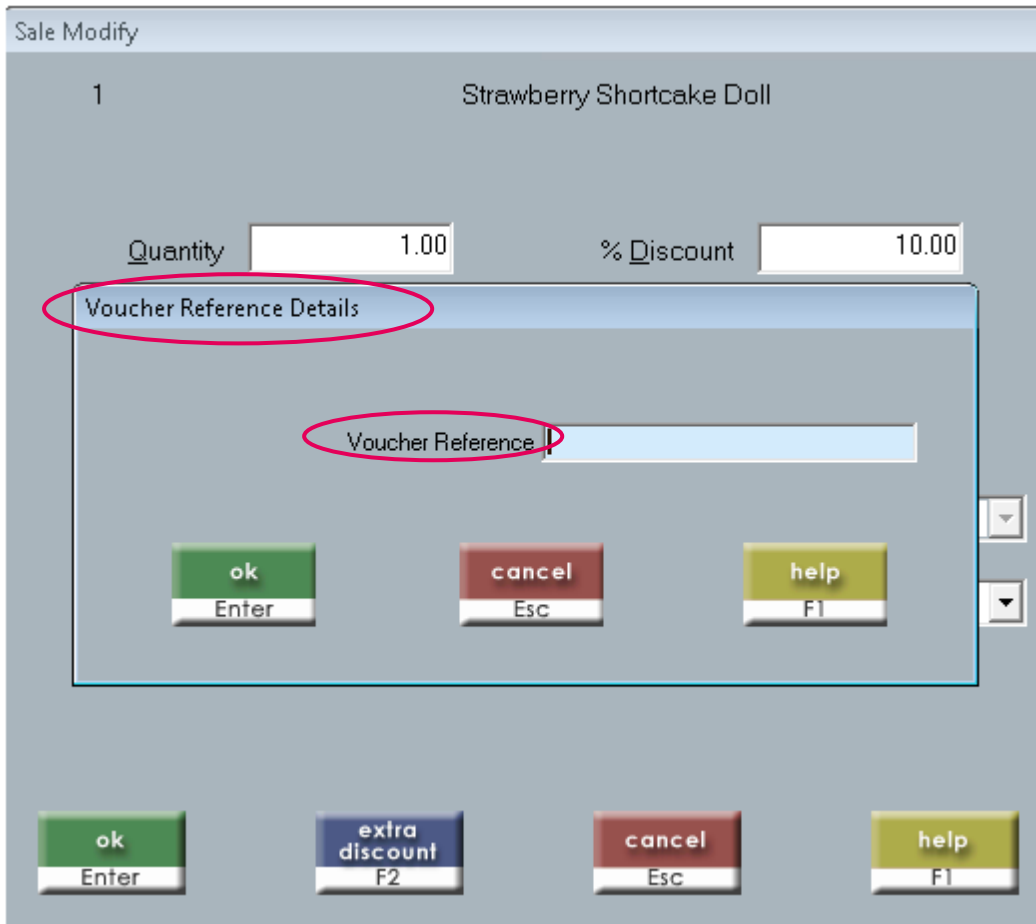 Sale Modify
1 Strawberry Shortcake Doll
Quantity 1.00 % Discount 10.00
Voucher Reference Details
Voucher Reference
ok cancel help
Enter Esc F1
ok extra discount cancel help
Enter F2 Esc F1